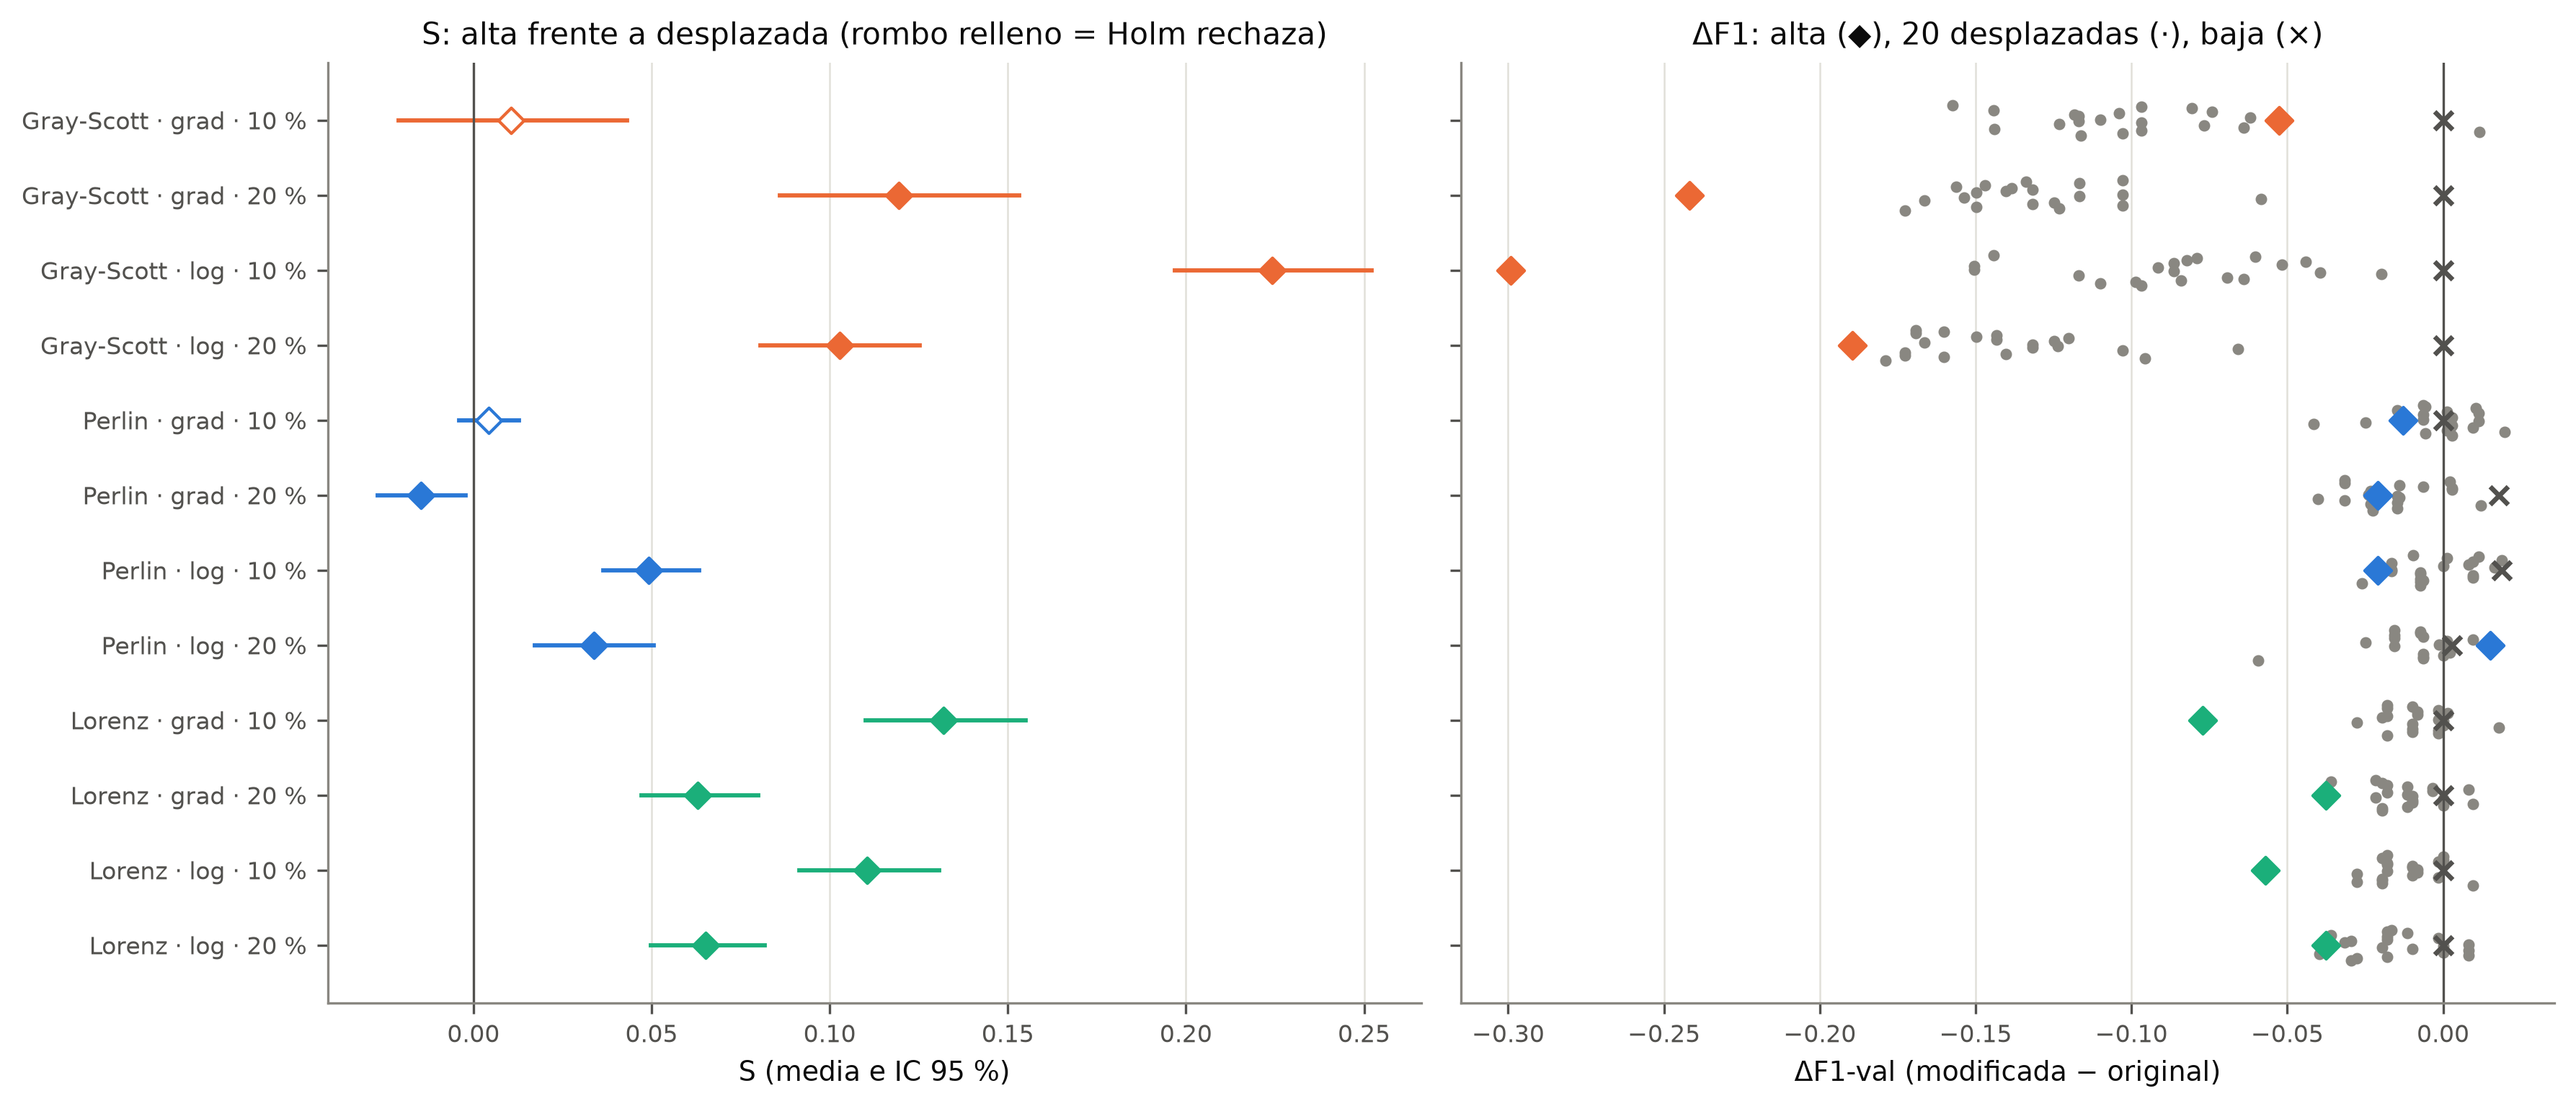 S: alta frente a desplazada (rombo relleno = Holm rechaza)
Gray-Scott · grad · 10 %
Gray-Scott · grad · 20 %
Gray-Scott · log · 10 %
Gray-Scott · log · 20 %
Perlin · grad · 10 %
Perlin · grad · 20 %
Perlin · log · 10 %
Perlin · log · 20 %
Lorenz · grad · 10 %
Lorenz · grad · 20 %
Lorenz · log · 10 %
Lorenz · log · 20 %
0.00 0.05 0.10 0.15 0.20 0.25
S (media e IC 95 %)
ΔF1: alta (◆), 20 desplazadas (·), baja (×)
−0.30 −0.25 −0.20 −0.15 −0.10 −0.05 0.00
ΔF1-val (modificada − original)